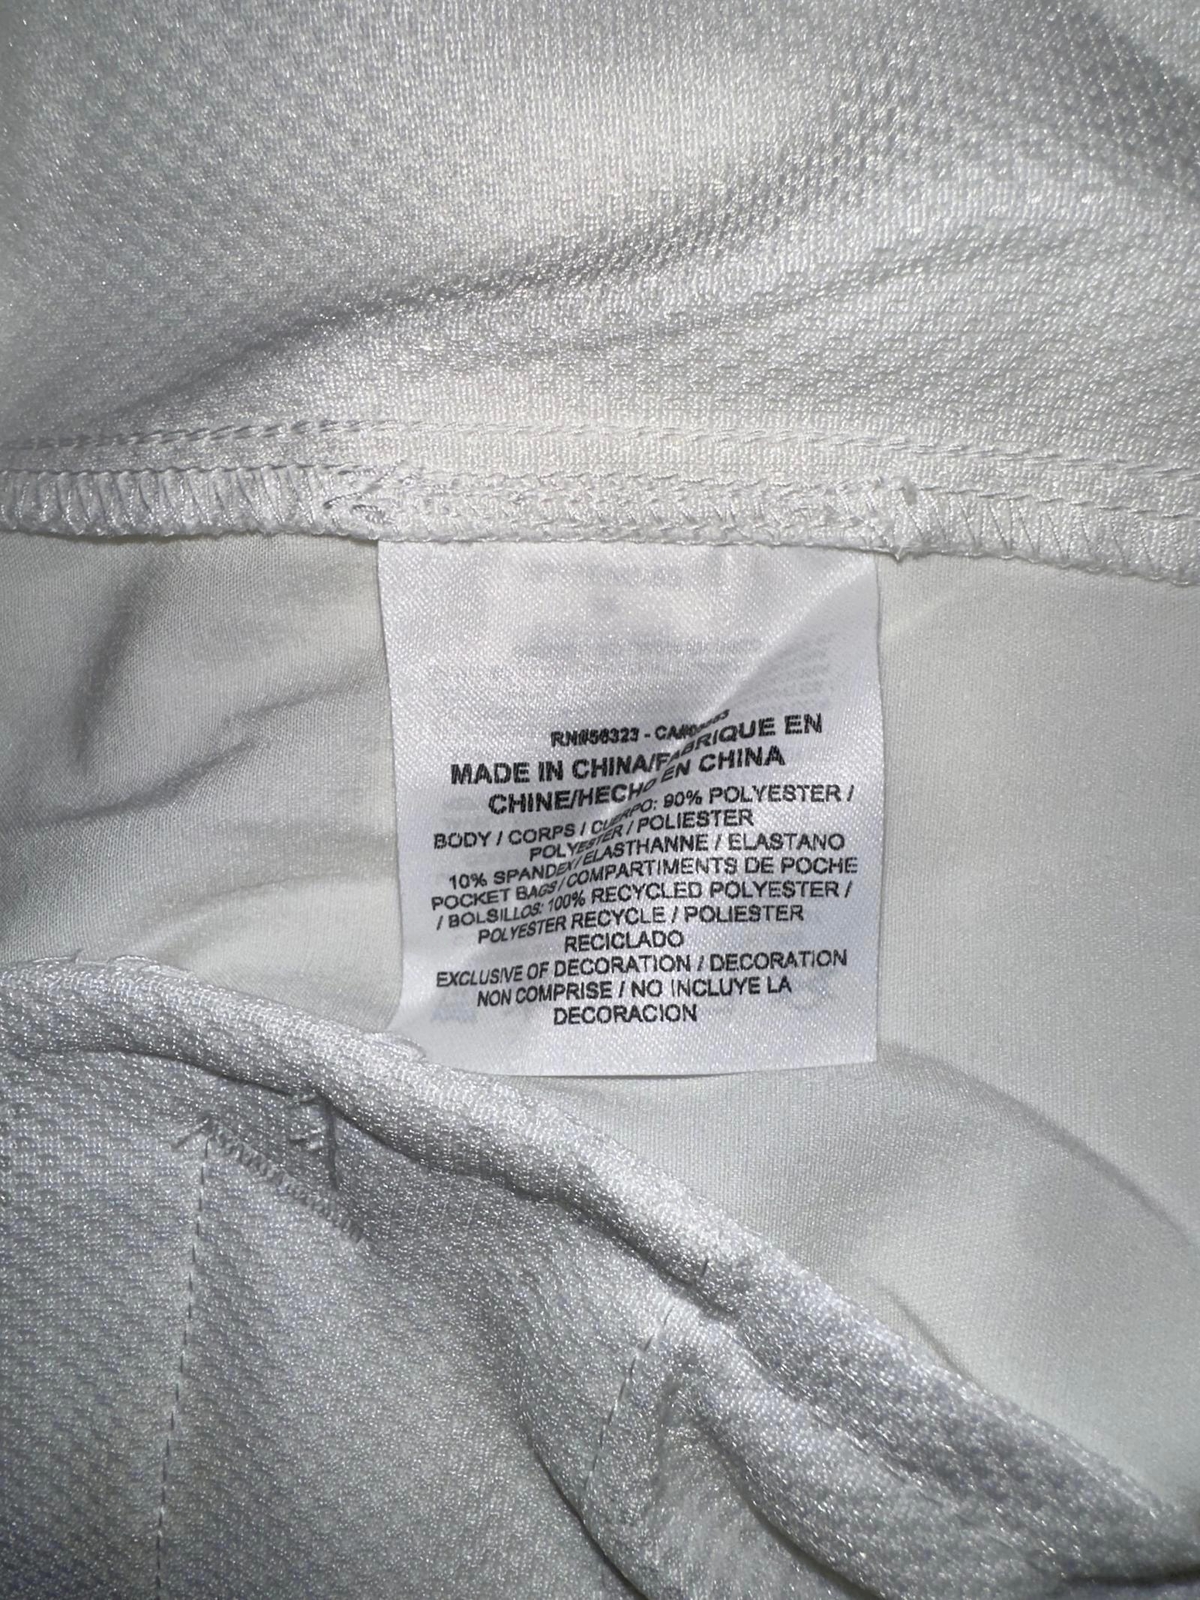 RN#56323 - CA#05553
MADE IN CHINA/FABRIQUE EN
CHINE/HECHO EN CHINA
BODY / CORPS / CUERPO: 90% POLYESTER /
POLYESTER / POLIESTER
10% SPANDEX/ELASTHANNE / ELASTANO
POCKET BAGS/COMPARTIMENTS DE POCHE
/ BOLSILLOS: 100% RECYCLED POLYESTER /
POLYESTER RECYCLE / POLIESTER
RECICLADO
EXCLUSIVE OF DECORATION / DECORATION
NON COMPRISE / NO INCLUYE LA
DECORACION